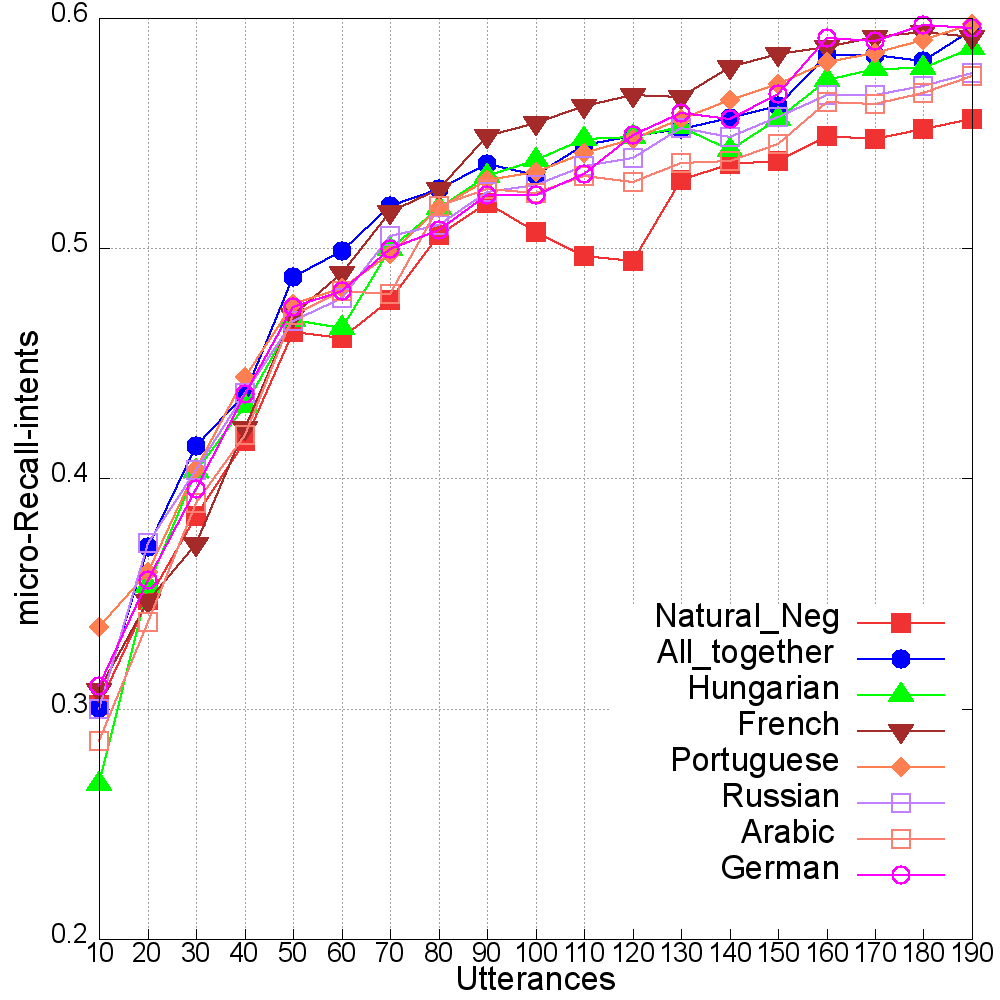 0.6
0.5
0.4
0.3
0.2
micro-Recall-intents
Natural_Neg
All_together
Hungarian
French
Portuguese
Russian
Arabic
German
10 20 30 40 50 60 70 80 90 100 110 120 130 140 150 160 170 180 190
Utterances